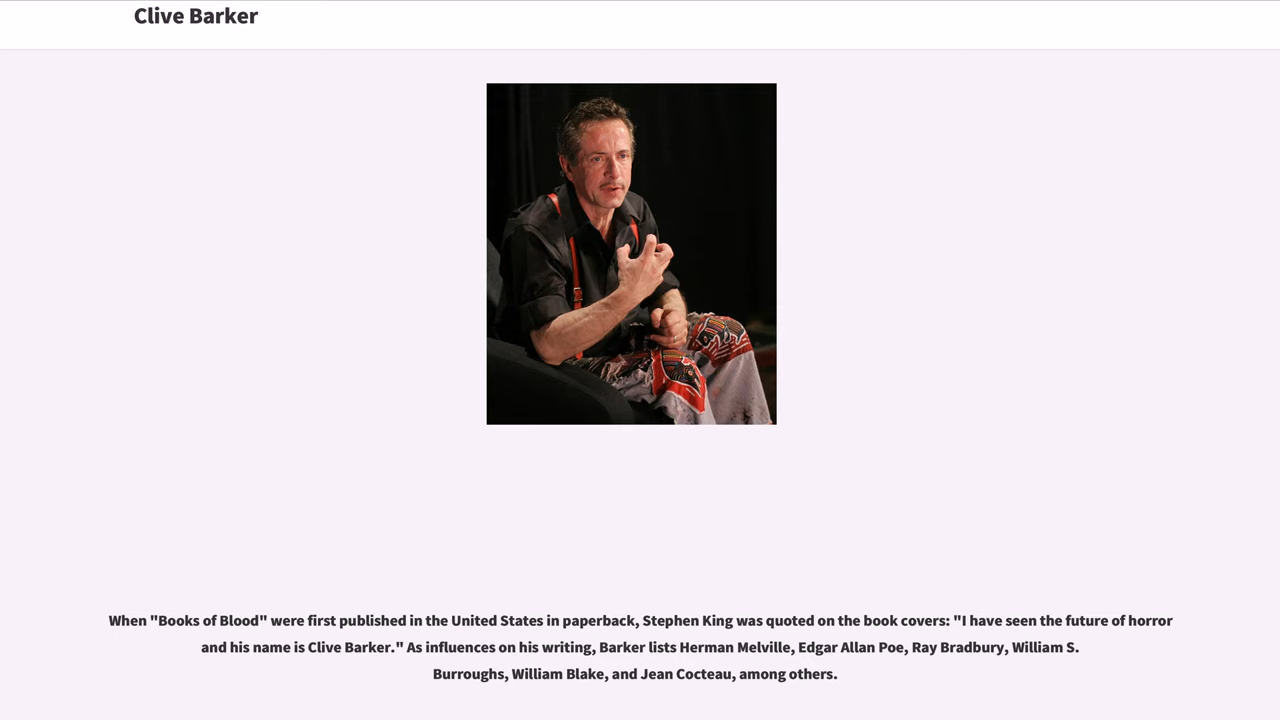 Clive Barker
When "Books of Blood" were first published in the United States in paperback, Stephen King was quoted on the book covers: "I have seen the future of horror
and his name is Clive Barker." As influences on his writing, Barker lists Herman Melville, Edgar Allan Poe, Ray Bradbury, William S.
Burroughs, William Blake, and Jean Cocteau, among others.